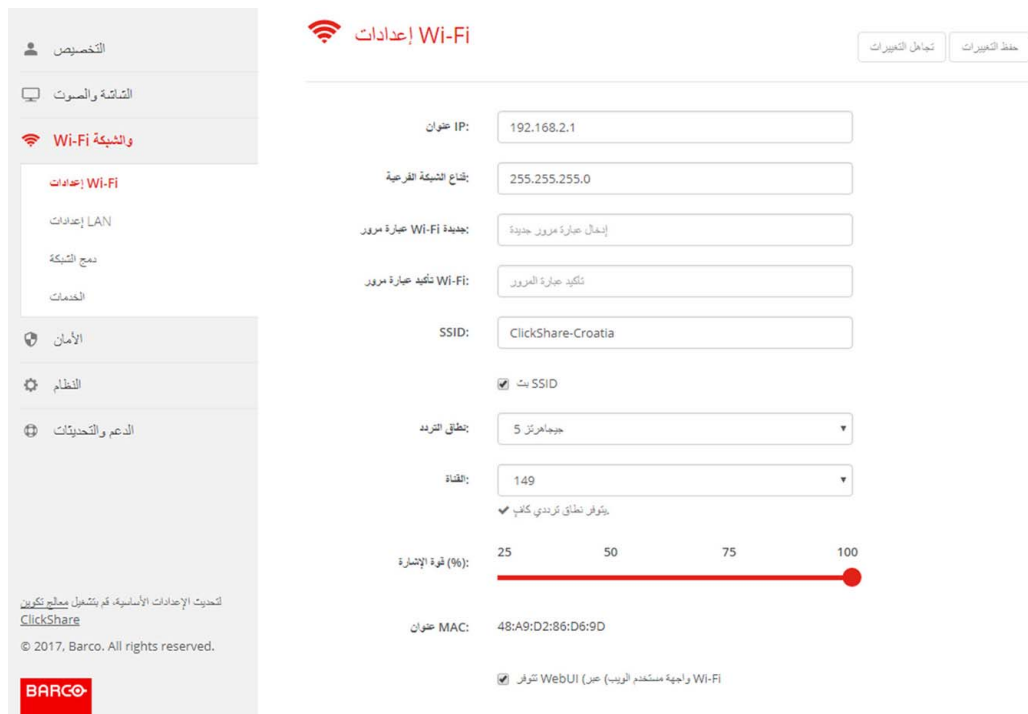 التخصيص
الشاشة والصوت
والشبكة Wi-Fi
إعدادات Wi-Fi
إعدادات LAN
دمج الشبكة
الخدمات
الأمان
النظام
الدعم والتحديثات
لتحديث الإعدادات الأساسية، قم بتشغيل معالج تكوين
ClickShare
© 2017, Barco. All rights reserved.
BARCO
إعدادات Wi-Fi
تجاهل التغييرات
حفظ التغييرات
عنوان IP:
192.168.2.1
قناع الشبكة الفرعية:
255.255.255.0
عبارة مرور Wi-Fi جديدة:
إدخال عبارة مرور جديدة
تأكيد عبارة مرور Wi-Fi:
تأكيد عبارة المرور
SSID:
ClickShare-Croatia
بث SSID
نطاق التردد:
5 جيجاهرتز
القناة:
149
يتوفر نطاق ترددي كافٍ.
قوة الإشارة (%):
25 50 75 100
عنوان MAC:
48:A9:D2:86:D6:9D
تتوفر WebUI (واجهة مستخدم الويب) عبر Wi-Fi